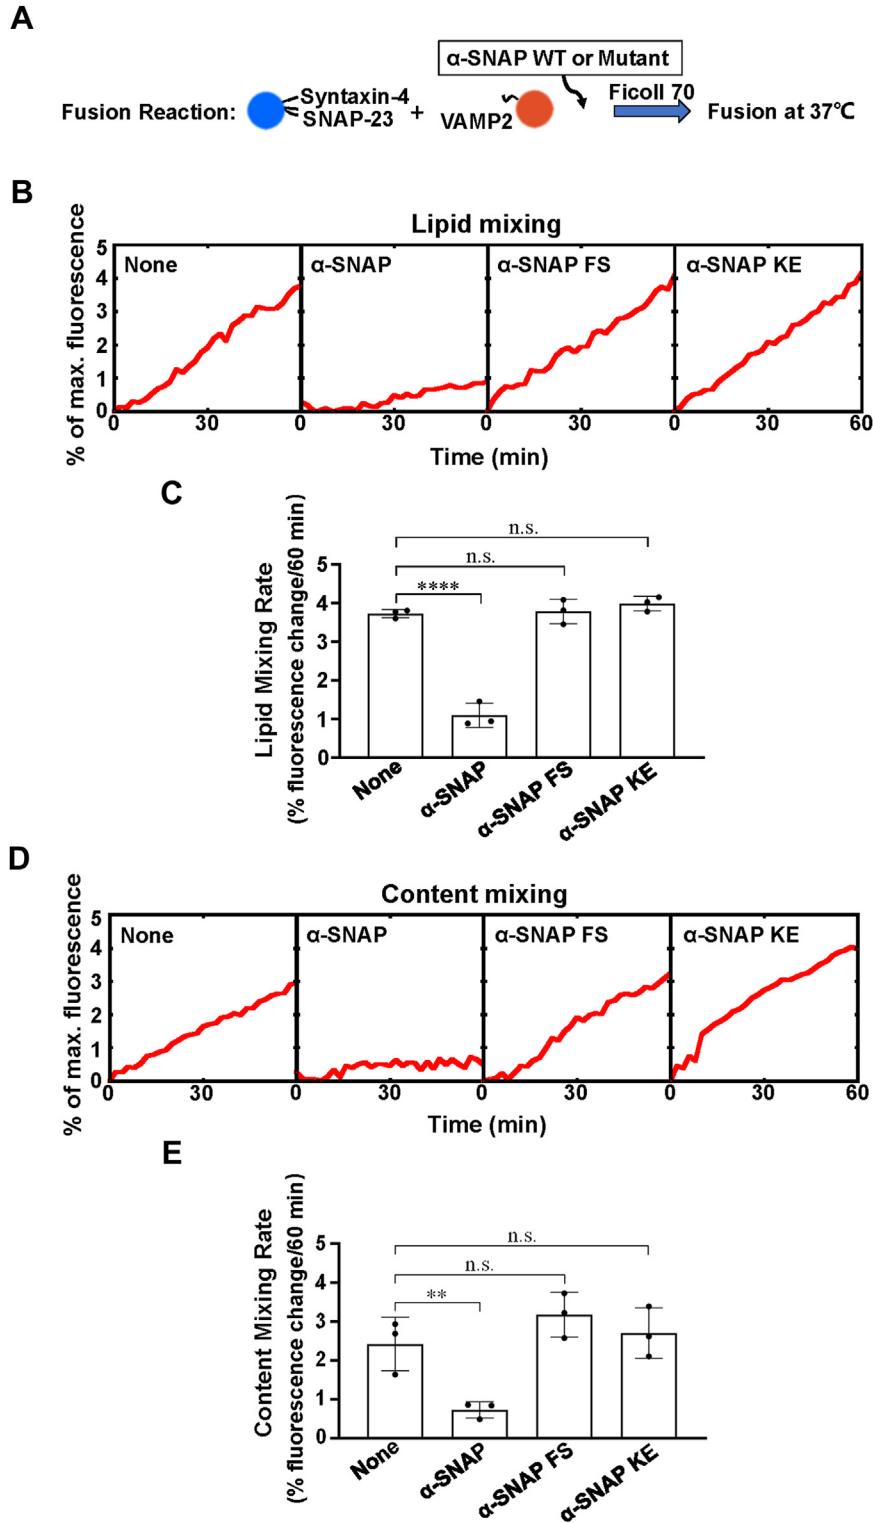 A
α-SNAP WT or Mutant
Fusion Reaction:
Syntaxin-4
SNAP-23
+
VAMP2
Ficoll 70
Fusion at 37℃
B
Lipid mixing
% of max. fluorescence
5
4
3
2
1
0
None
α-SNAP
α-SNAP FS
α-SNAP KE
0 30 0 30 0 30 0 30 60
Time (min)
C
Lipid Mixing Rate
(% fluorescence change/60 min)
n.s.
n.s.
****
5
4
3
2
1
0
None
α-SNAP
α-SNAP FS
α-SNAP KE
D
Content mixing
% of max. fluorescence
5
4
3
2
1
0
None
α-SNAP
α-SNAP FS
α-SNAP KE
0 30 0 30 0 30 0 30 60
Time (min)
E
Content Mixing Rate
(% fluorescence change/60 min)
n.s.
n.s.
**
5
4
3
2
1
0
None
α-SNAP
α-SNAP FS
α-SNAP KE